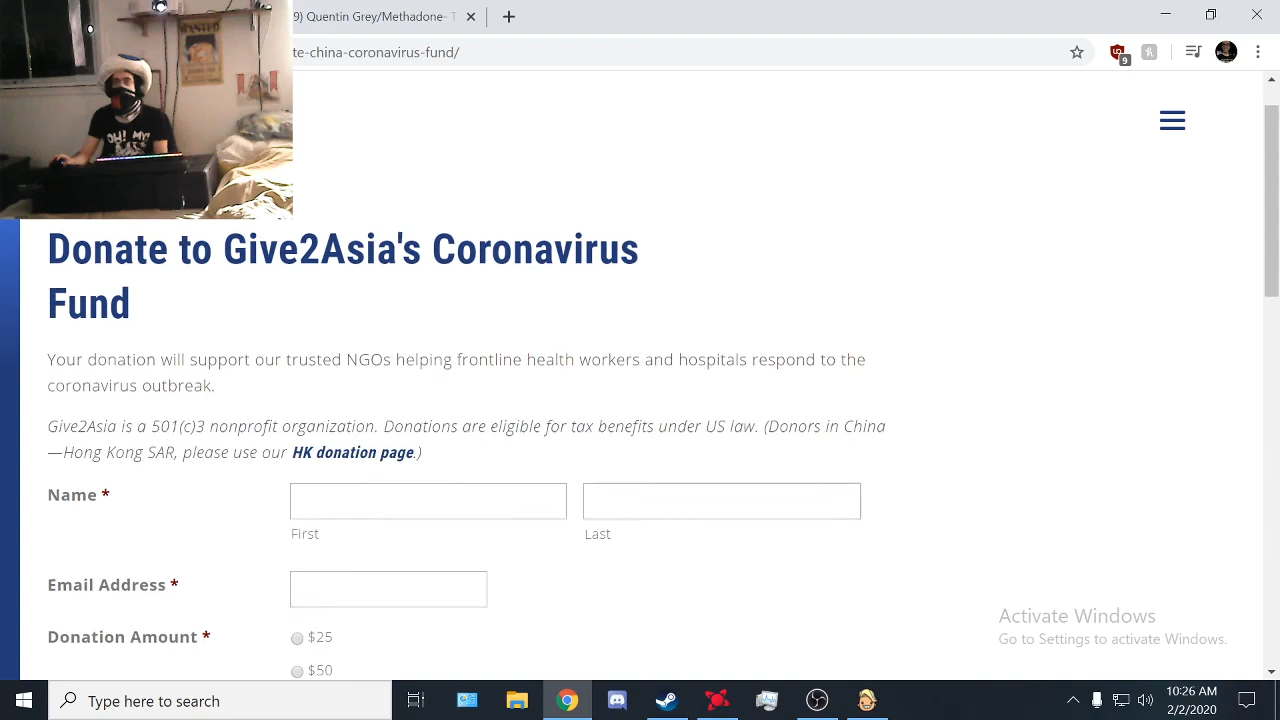 9) Quentin Grey/Methadone- T
te-china-coronavirus-fund/
9
WANTED
OH! MY!
Donate to Give2Asia's Coronavirus
Fund
Your donation will support our trusted NGOs helping frontline health workers and hospitals respond to the
coronavirus outbreak.
Give2Asia is a 501(c)3 nonprofit organization. Donations are eligible for tax benefits under US law. (Donors in China
—Hong Kong SAR, please use our HK donation page.)
Name *
First
Last
Email Address *
Donation Amount *
$25
$50
Activate Windows
Go to Settings to activate Windows.
Type here to search
10:26 AM
2/2/2020